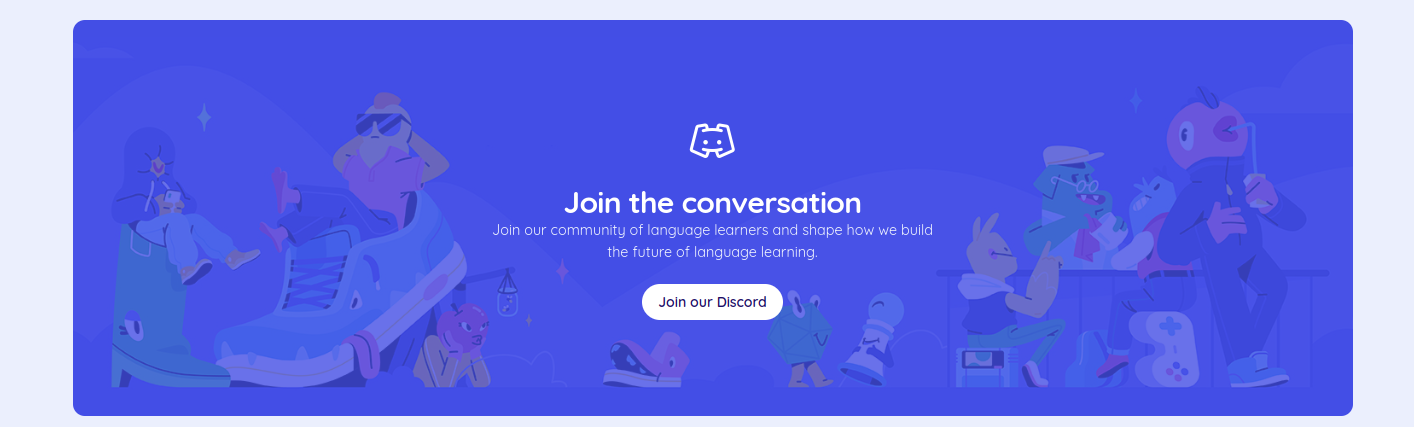 Join the conversation
Join our community of language learners and shape how we build
the future of language learning.
Join our Discord